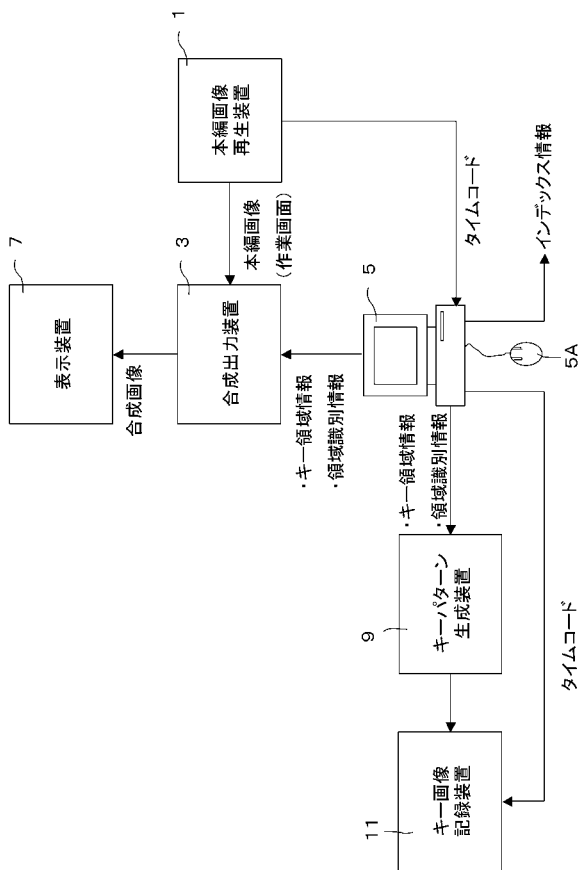 1
本編画像
再生装置
本編画像
(作業画面)
タイムコード
3
合成出力装置
合成画像
7
表示装置
5
・キー領域情報
・領域識別情報
インデックス情報
5A
・キー領域情報
・領域識別情報
9
キーパターン
生成装置
タイムコード
11
キー画像
記録装置